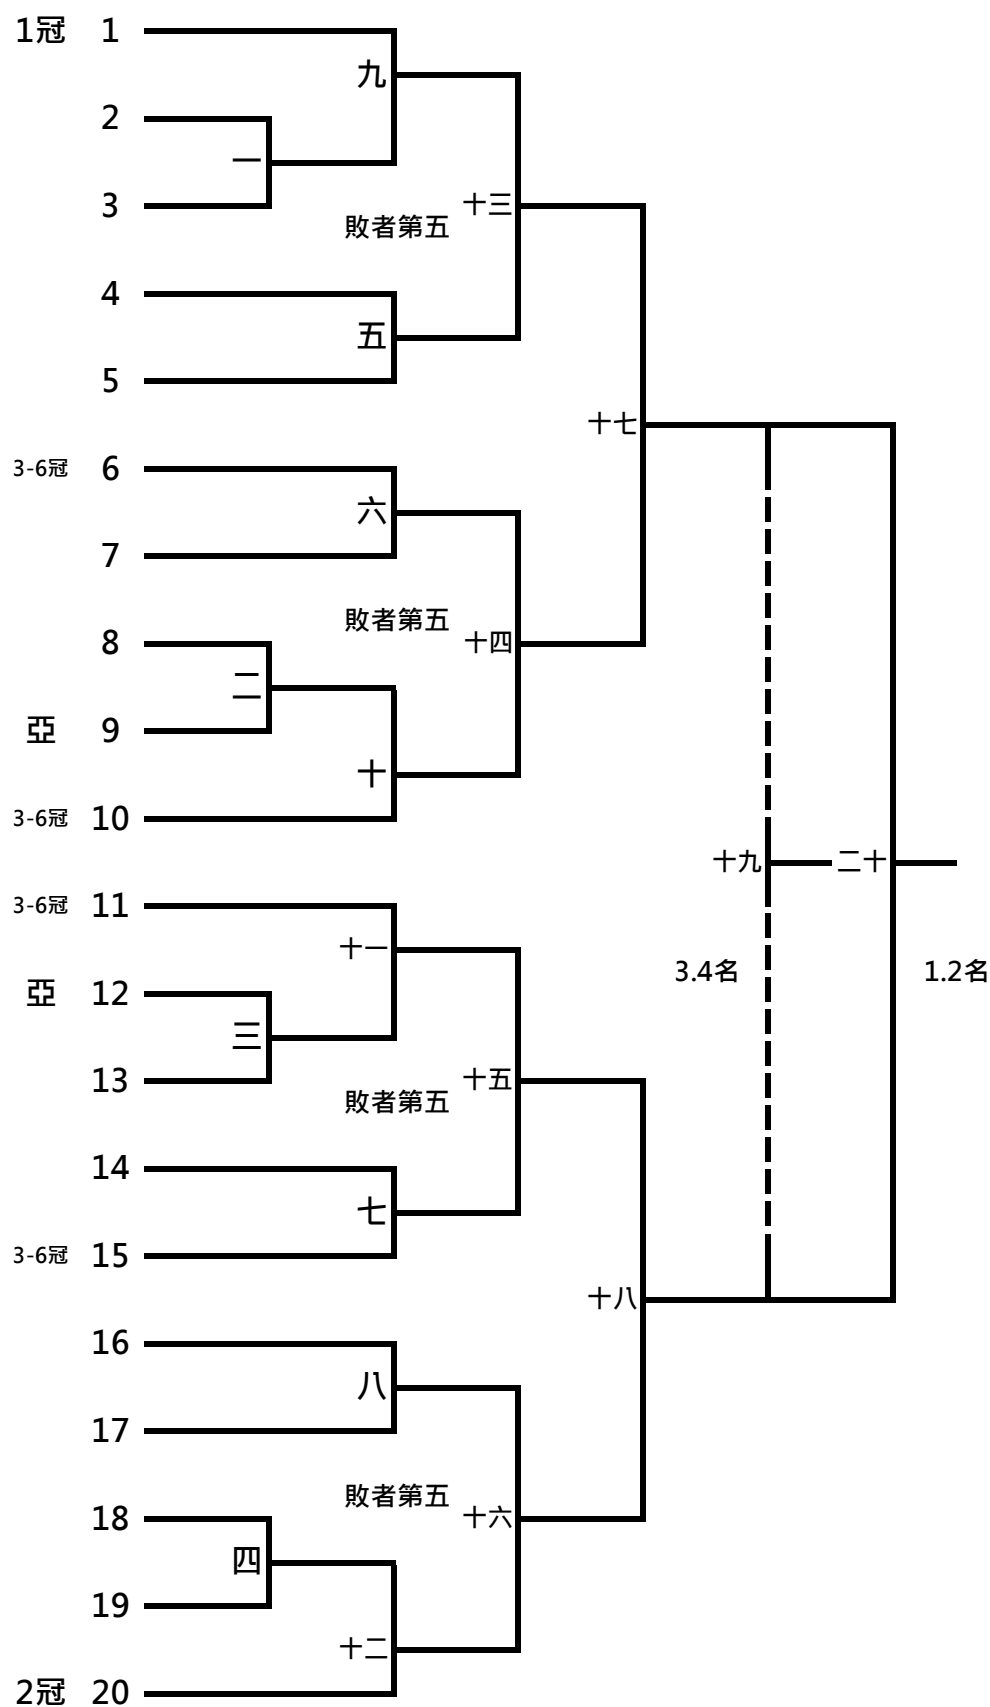 1冠 1
九
2
一
3
十三
敗者第五
4
五
5
十七
3-6冠 6
六
7
敗者第五
十四
8
二
亞 9
十
3-6冠 10
十九 二十
3-6冠 11
十一
3.4名 1.2名
亞 12
三
13
十五
敗者第五
14
七
3-6冠 15
十八
16
八
17
敗者第五
十六
18
四
19
十二
2冠 20